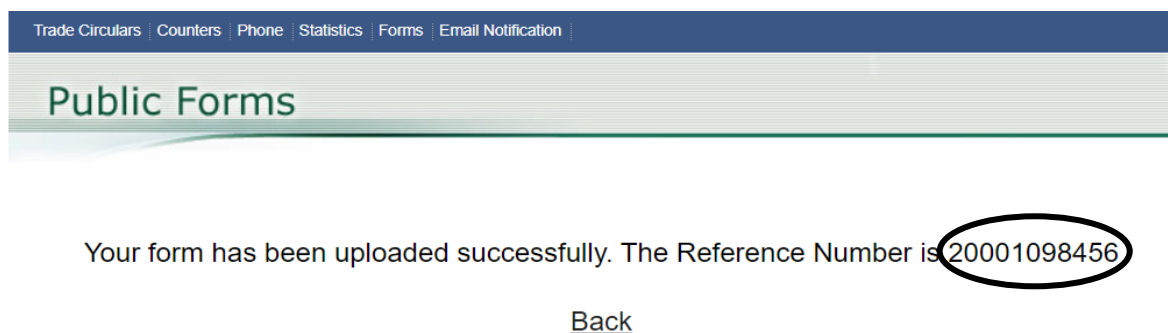 Trade Circulars Counters Phone Statistics Forms Email Notification
Public Forms
Your form has been uploaded successfully. The Reference Number is 20001098456
Back